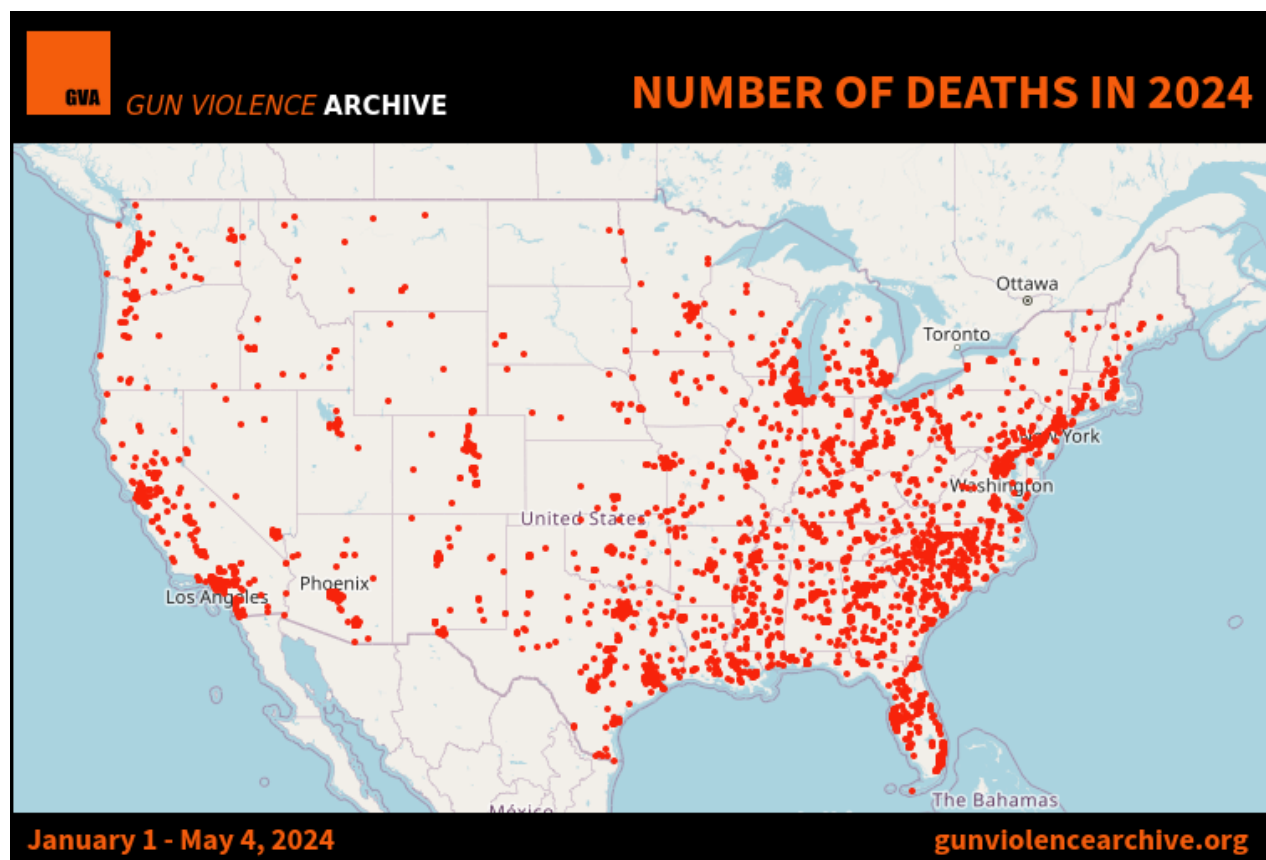 GVA
GUN VIOLENCE ARCHIVE
NUMBER OF DEATHS IN 2024
Ottawa
Toronto
New York
Washington
United States
Phoenix
Los Angeles
The Bahamas
México
January 1 - May 4, 2024
gunviolencearchive.org